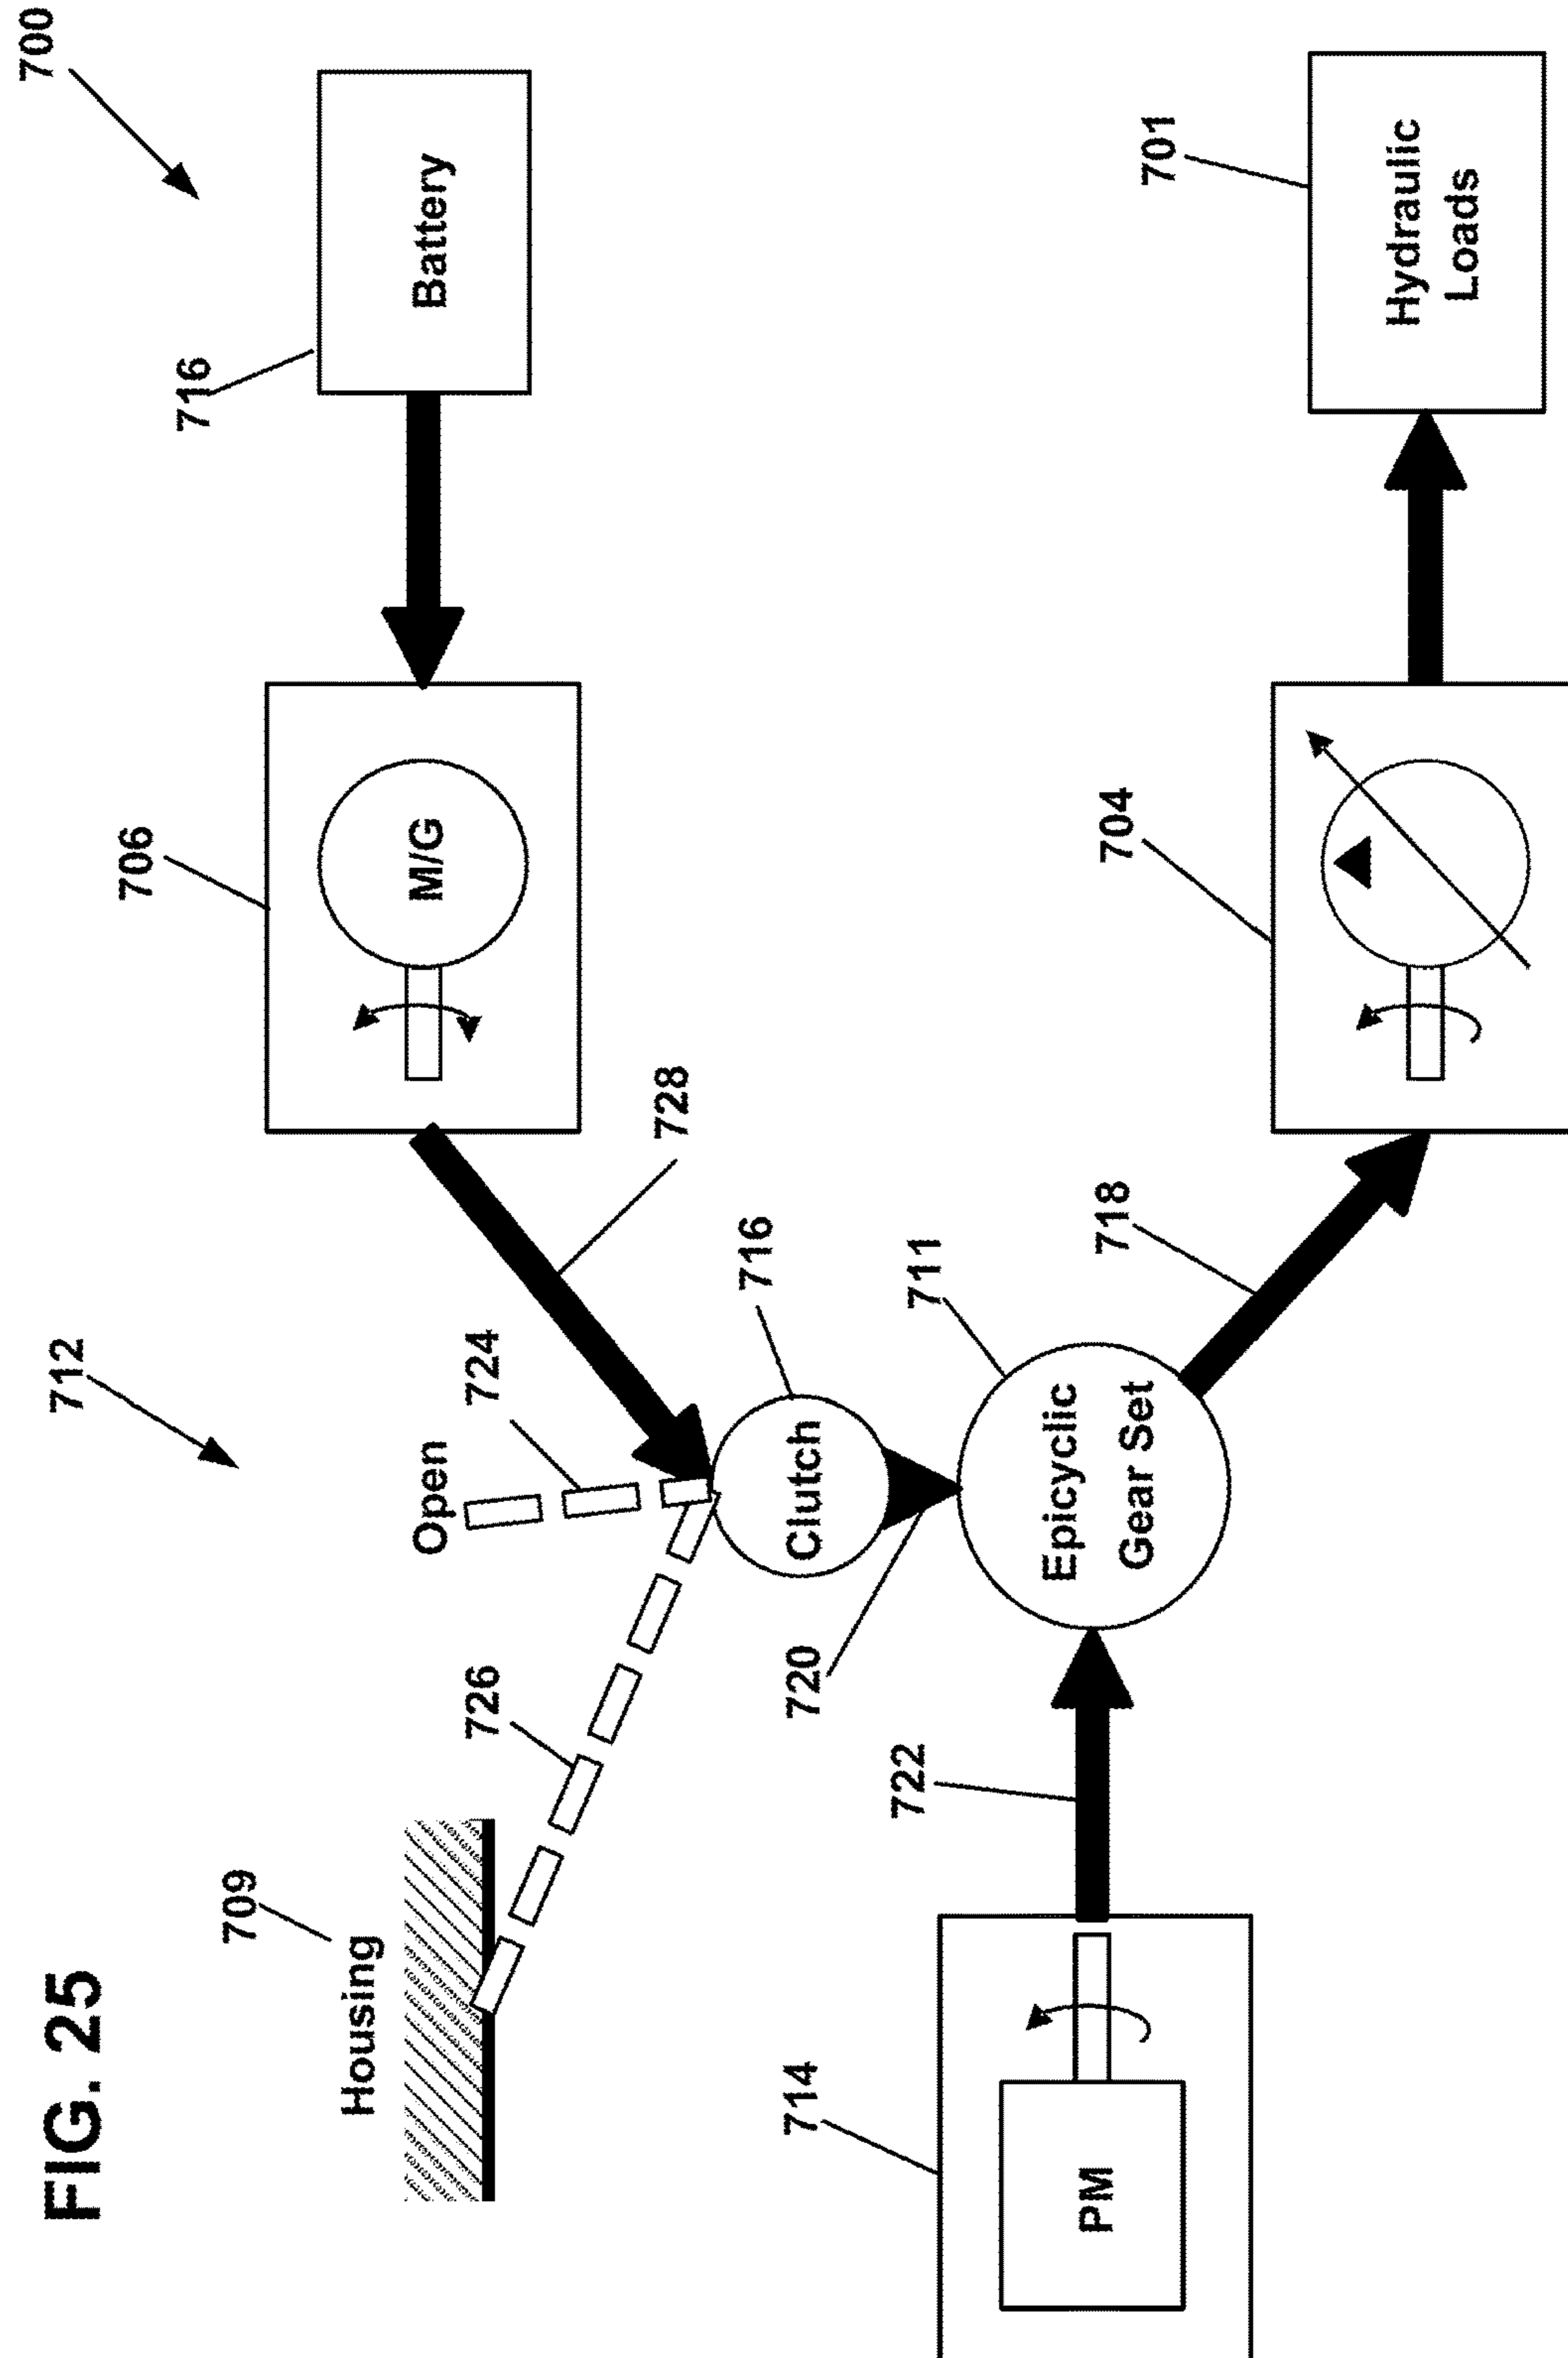 FIG. 25
709
Housing
712
Open
724
726
728
706
M/G
716
Battery
700
716
Clutch
720
711
Epicyclic
Gear Set
722
714
PM
718
704
701
Hydraulic
Loads